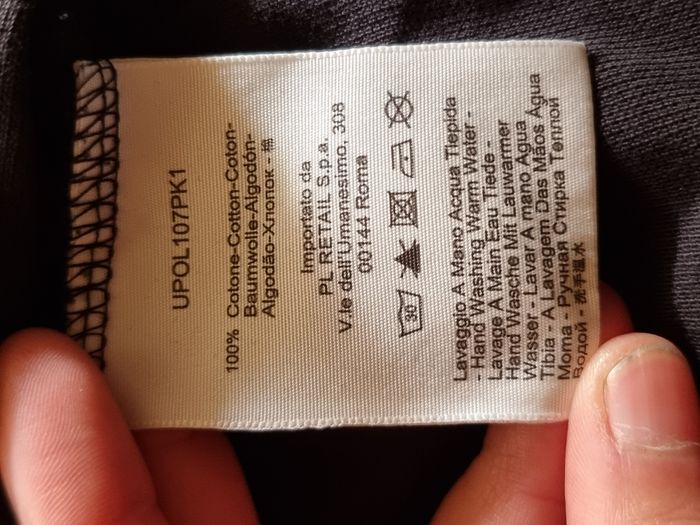 UPOL107PK1
100% Cotone-Cotton-Coton-
Baumwolle-Algodón-
Algodão-Хлопок - 棉
Importato da
PL RETAIL S.p.a.
V.le dell'Umanesimo, 308
00144 Roma
30
Lavaggio A Mano Acqua Tiepida
- Hand Washing Warm Water -
Lavage A Main Eau Tiede -
Hand Wasche Mit Lauwarmer
Wasser - Lavar A mano Agua
Tibia - A Lavagem Das Mãos Água
Morna - Ручная Стирка Теплой
Водой - 洗手温水